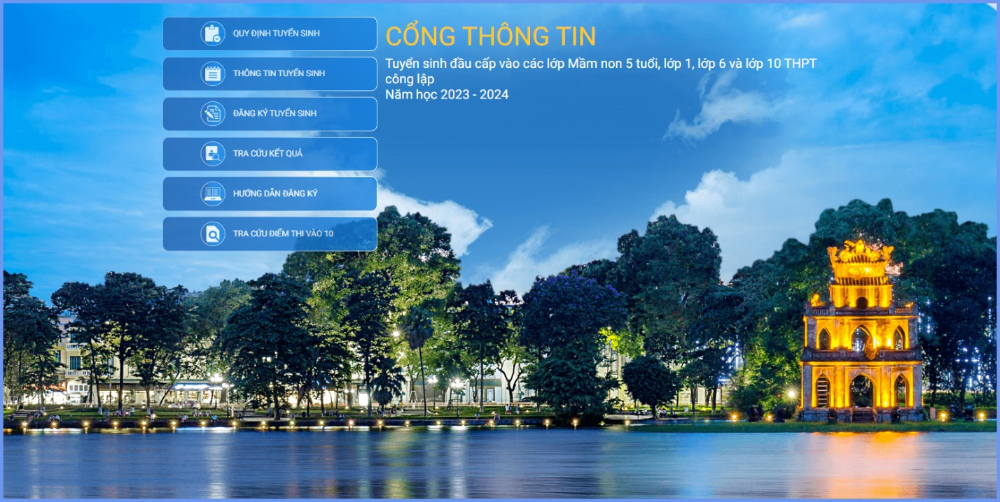 QUY ĐỊNH TUYỂN SINH
THÔNG TIN TUYỂN SINH
ĐĂNG KÝ TUYỂN SINH
TRA CỨU KẾT QUẢ
HƯỚNG DẪN ĐĂNG KÝ
TRA CỨU ĐIỂM THI VÀO 10
CỔNG THÔNG TIN
Tuyển sinh đầu cấp vào các lớp Mầm non 5 tuổi, lớp 1, lớp 6 và lớp 10 THPT
công lập
Năm học 2023 - 2024